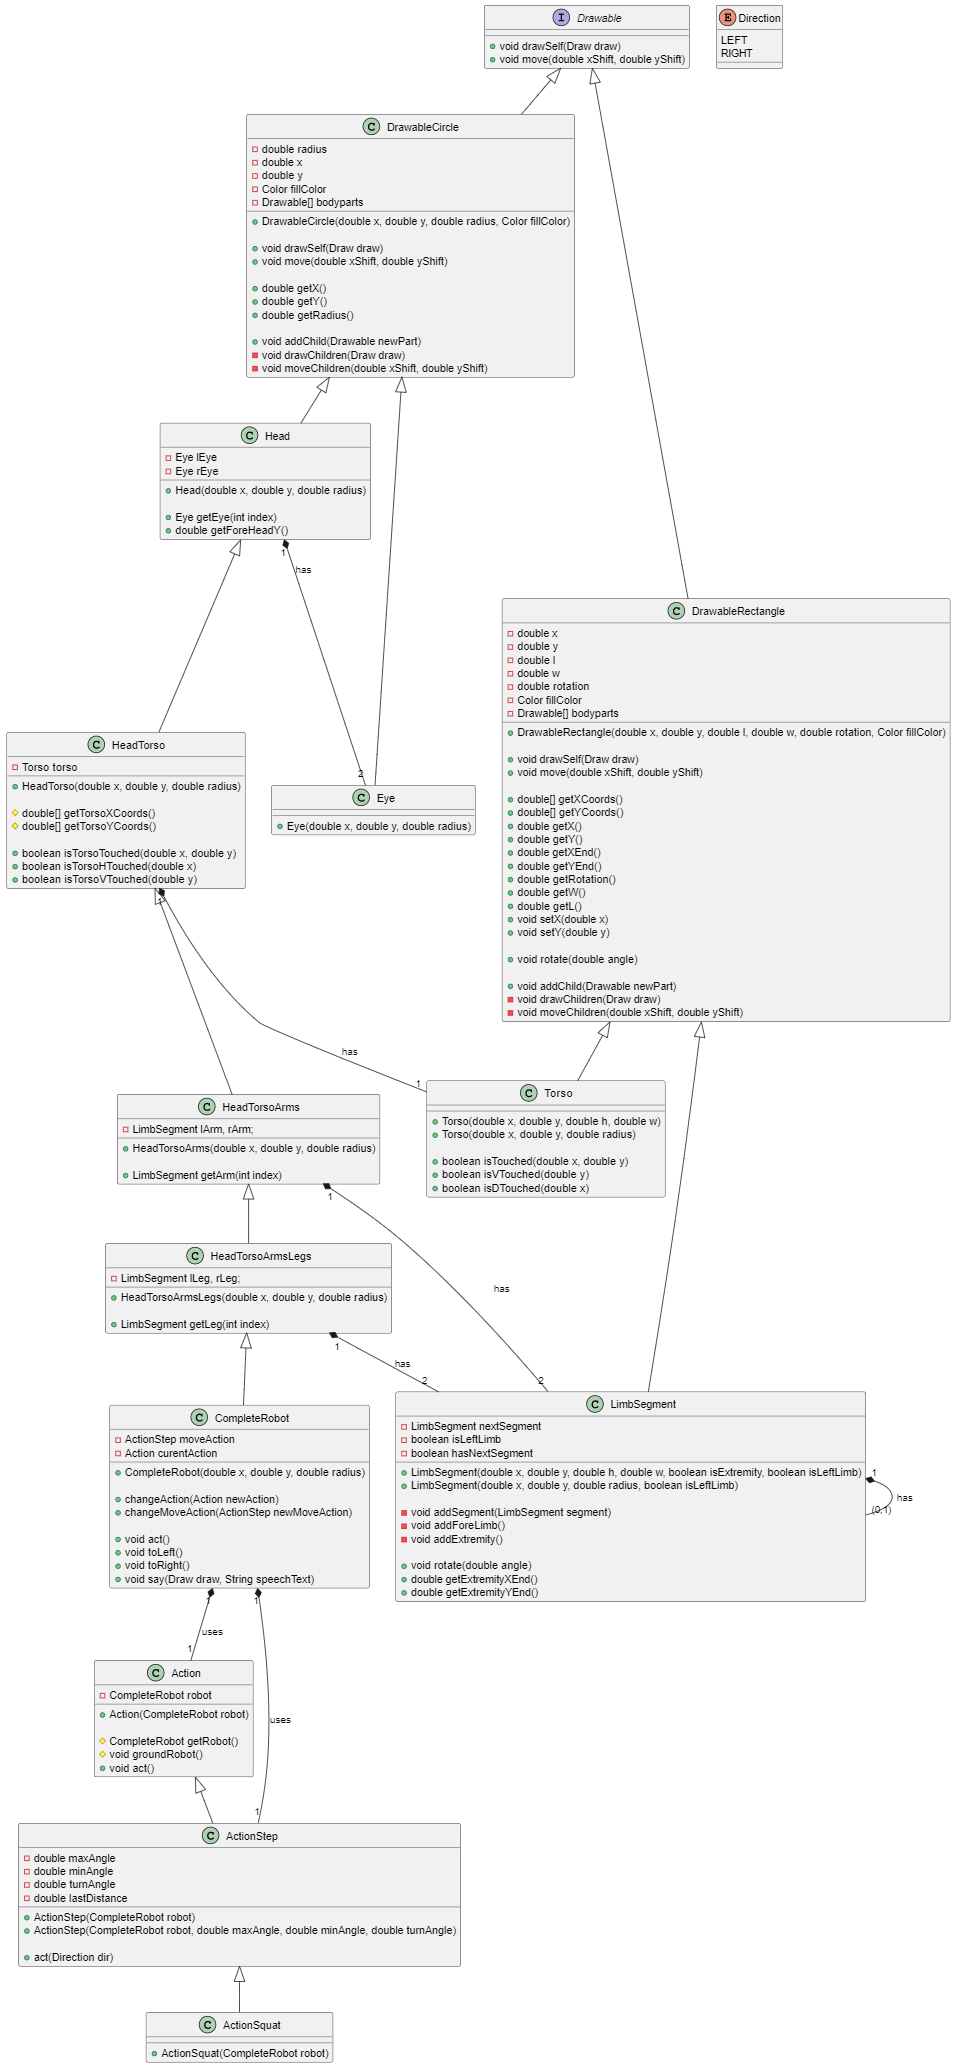 I Drawable
void drawSelf(Draw draw)
void move(double xShift, double yShift)
E Direction
LEFT
RIGHT
C DrawableCircle
double radius
double x
double y
Color fillColor
Drawable[] bodyparts
DrawableCircle(double x, double y, double radius, Color fillColor)
void drawSelf(Draw draw)
void move(double xShift, double yShift)
double getX()
double getY()
double getRadius()
void addChild(Drawable newPart)
void drawChildren(Draw draw)
void moveChildren(double xShift, double yShift)
C Head
Eye lEye
Eye rEye
Head(double x, double y, double radius)
Eye getEye(int index)
double getForeHeadY()
1
has
2
C DrawableRectangle
double x
double y
double l
double w
double rotation
Color fillColor
Drawable[] bodyparts
DrawableRectangle(double x, double y, double l, double w, double rotation, Color fillColor)
void drawSelf(Draw draw)
void move(double xShift, double yShift)
double[] getXCoords()
double[] getYCoords()
double getX()
double getY()
double getXEnd()
double getYEnd()
double getRotation()
double getW()
double getL()
void setX(double x)
void setY(double y)
void rotate(double angle)
void addChild(Drawable newPart)
void drawChildren(Draw draw)
void moveChildren(double xShift, double yShift)
C HeadTorso
Torso torso
HeadTorso(double x, double y, double radius)
double[] getTorsoXCoords()
double[] getTorsoYCoords()
boolean isTorsoTouched(double x, double y)
boolean isTorsoHTouched(double x)
boolean isTorsoVTouched(double y)
C Eye
Eye(double x, double y, double radius)
1
has
1
C Torso
Torso(double x, double y, double h, double w)
Torso(double x, double y, double radius)
boolean isTouched(double x, double y)
boolean isVTouched(double y)
boolean isDTouched(double x)
C HeadTorsoArms
LimbSegment lArm, rArm;
HeadTorsoArms(double x, double y, double radius)
LimbSegment getArm(int index)
1
has
2
C HeadTorsoArmsLegs
LimbSegment lLeg, rLeg;
HeadTorsoArmsLegs(double x, double y, double radius)
LimbSegment getLeg(int index)
1
has
2
C LimbSegment
LimbSegment nextSegment
boolean isLeftLimb
boolean hasNextSegment
LimbSegment(double x, double y, double h, double w, boolean isExtremity, boolean isLeftLimb)
LimbSegment(double x, double y, double radius, boolean isLeftLimb)
void addSegment(LimbSegment segment)
void addForeLimb()
void addExtremity()
void rotate(double angle)
double getExtremityXEnd()
double getExtremityYEnd()
1
has
(0,1)
C CompleteRobot
ActionStep moveAction
Action curentAction
CompleteRobot(double x, double y, double radius)
changeAction(Action newAction)
changeMoveAction(ActionStep newMoveAction)
void act()
void toLeft()
void toRight()
void say(Draw draw, String speechText)
1
1
uses
1
C Action
CompleteRobot robot
Action(CompleteRobot robot)
CompleteRobot getRobot()
void groundRobot()
void act()
uses
1
C ActionStep
double maxAngle
double minAngle
double turnAngle
double lastDistance
ActionStep(CompleteRobot robot)
ActionStep(CompleteRobot robot, double maxAngle, double minAngle, double turnAngle)
act(Direction dir)
C ActionSquat
ActionSquat(CompleteRobot robot)